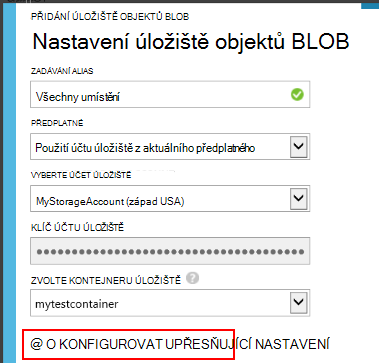 PŘIDÁNÍ ÚLOŽIŠTĚ OBJEKTŮ BLOB
Nastavení úložiště objektů BLOB
ZADÁVÁNÍ ALIAS
Všechny umístění
PŘEDPLATNÉ
Použití účtu úložiště z aktuálního předplatného
VYBERTE ÚČET ÚLOŽIŠTĚ
MyStorageAccount (západ USA)
KLÍČ ÚČTU ÚLOŽIŠTĚ
ZVOLTE KONTEJNERU ÚLOŽIŠTĚ ?
mytestcontainer
@ O KONFIGUROVAT UPŘESŇUJÍCÍ NASTAVENÍ